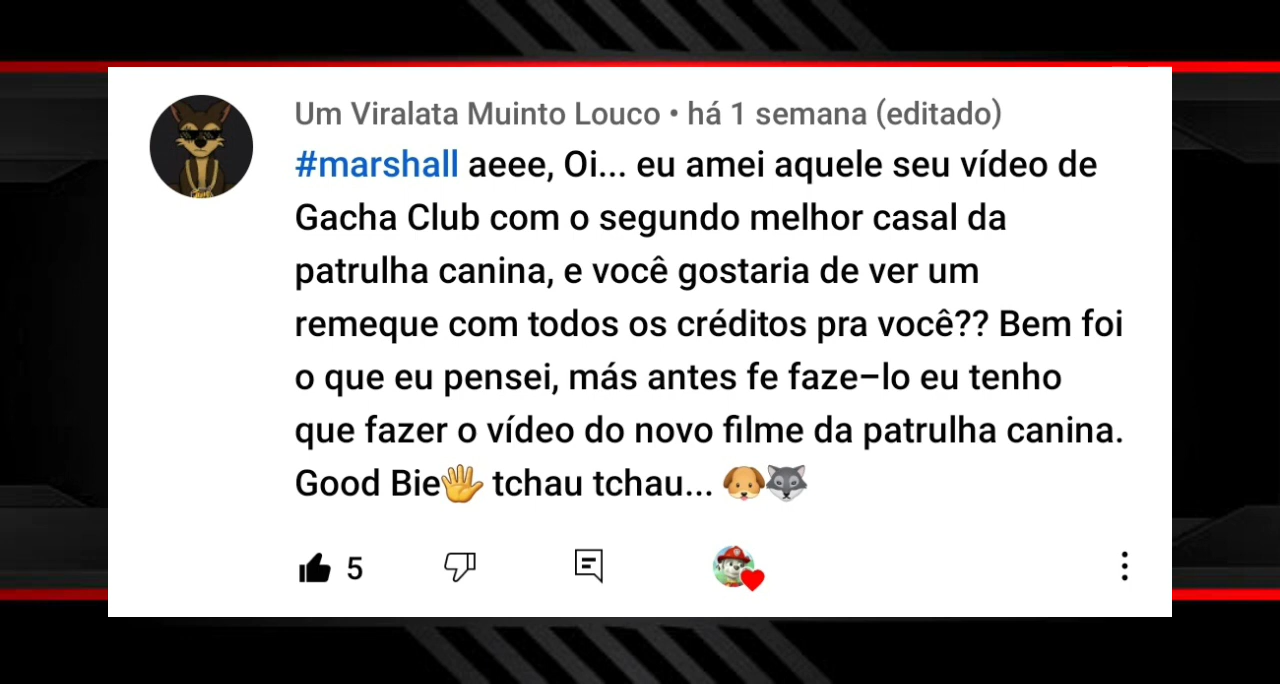 Um Viralata Muinto Louco • há 1 semana (editado)
#marshall aeee, Oi... eu amei aquele seu vídeo de
Gacha Club com o segundo melhor casal da
patrulha canina, e você gostaria de ver um
remeque com todos os créditos pra você?? Bem foi
o que eu pensei, más antes fe faze-lo eu tenho
que fazer o vídeo do novo filme da patrulha canina.
Good Bie🖐 tchau tchau... 🐶🐺
5